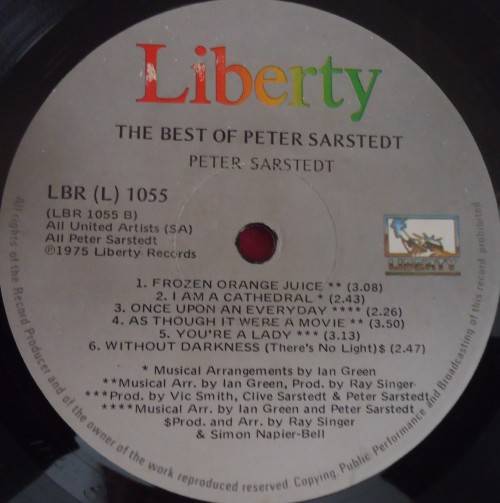 Liberty
THE BEST OF PETER SARSTEDT
PETER SARSTEDT
LBR (L) 1055
(LBR 1055 B)
All United Artists (SA)
All Peter Sarstedt
℗1975 Liberty Records
LIBERTY
1. FROZEN ORANGE JUICE ** (3.08)
2. I AM A CATHEDRAL * (2.43)
3. ONCE UPON AN EVERYDAY **** (2.26)
4. AS THOUGH IT WERE A MOVIE ** (3.50)
5. YOU'RE A LADY *** (3.13)
6. WITHOUT DARKNESS (There's No Light)$ (2.47)
* Musical Arrangements by Ian Green
**Musical Arr. by Ian Green, Prod. by Ray Singer
***Prod. by Vic Smith, Clive Sarstedt & Peter Sarstedt
****Musical Arr. by Ian Green and Peter Sarstedt
$Prod. and Arr. by Ray Singer
& Simon Napier-Bell
All rights of the Record Producer and of the owner of the work reproduced reserved. Copying Public Performance and Broadcasting of this record prohibited